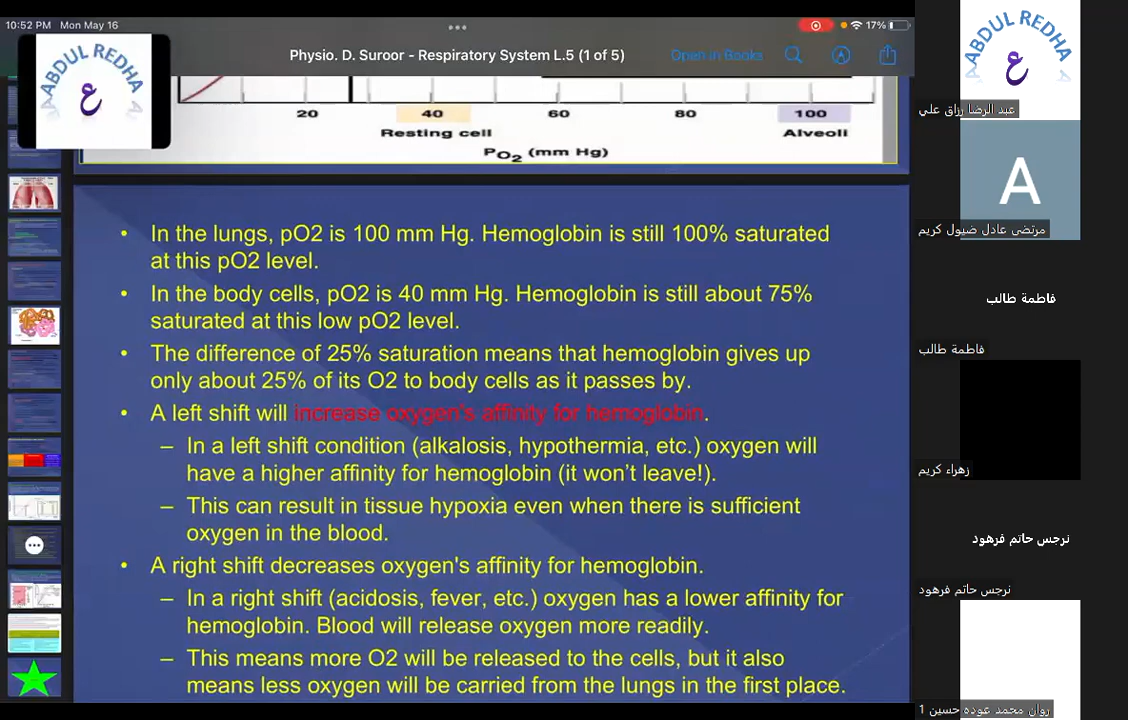 10:52 PM Mon May 16
17%
Physio. D. Suroor - Respiratory System L.5 (1 of 5)
Open in Books
ABDUL REDHA
ع
20 40 60 80 100
Resting cell Alveoli
PO2 (mm Hg)
• In the lungs, pO2 is 100 mm Hg. Hemoglobin is still 100% saturated
at this pO2 level.
• In the body cells, pO2 is 40 mm Hg. Hemoglobin is still about 75%
saturated at this low pO2 level.
• The difference of 25% saturation means that hemoglobin gives up
only about 25% of its O2 to body cells as it passes by.
• A left shift will increase oxygen's affinity for hemoglobin.
– In a left shift condition (alkalosis, hypothermia, etc.) oxygen will
have a higher affinity for hemoglobin (it won't leave!).
– This can result in tissue hypoxia even when there is sufficient
oxygen in the blood.
• A right shift decreases oxygen's affinity for hemoglobin.
– In a right shift (acidosis, fever, etc.) oxygen has a lower affinity for
hemoglobin. Blood will release oxygen more readily.
– This means more O2 will be released to the cells, but it also
means less oxygen will be carried from the lungs in the first place.
ABDUL REDHA
ع
عبد الرضا رزاق علي
A
مرتضى عادل ضيول كريم
فاطمة طالب
فاطمة طالب
زهراء كريم
نرجس حاتم فرهود
نرجس حاتم فرهود
روان محمد عوده حسين 1